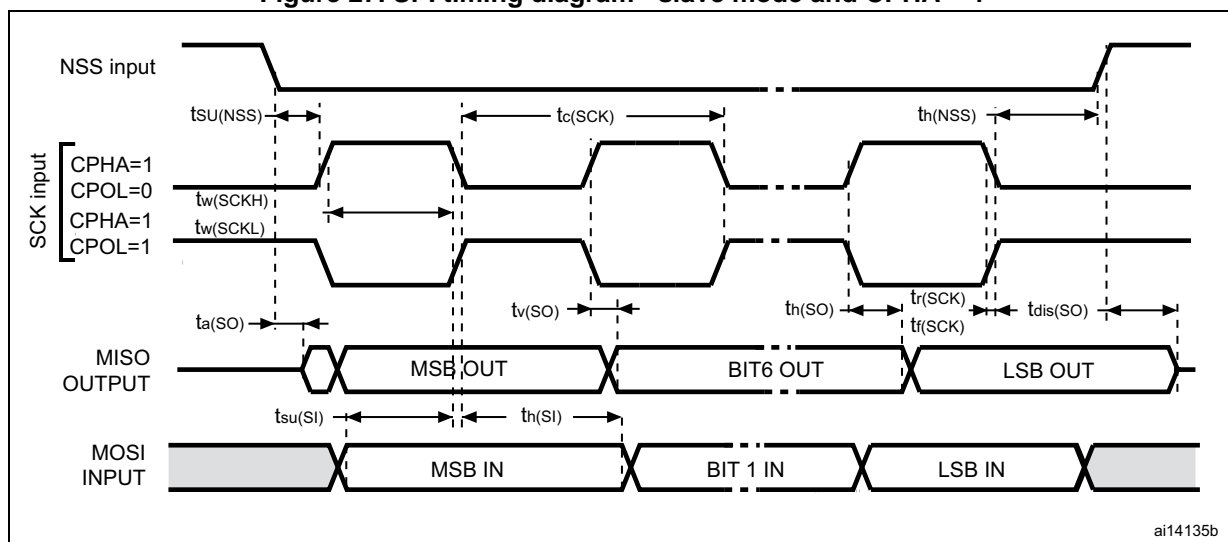 NSS input
tSU(NSS)
tc(SCK)
th(NSS)
SCK input
CPHA=1
CPOL=0
tw(SCKH)
CPHA=1
tw(SCKL)
CPOL=1
ta(SO)
tv(SO)
th(SO)
tr(SCK)
tf(SCK)
tdis(SO)
MISO
OUTPUT
MSB OUT
BIT6 OUT
LSB OUT
tsu(SI)
th(SI)
MOSI
INPUT
MSB IN
BIT 1 IN
LSB IN
ai14135b